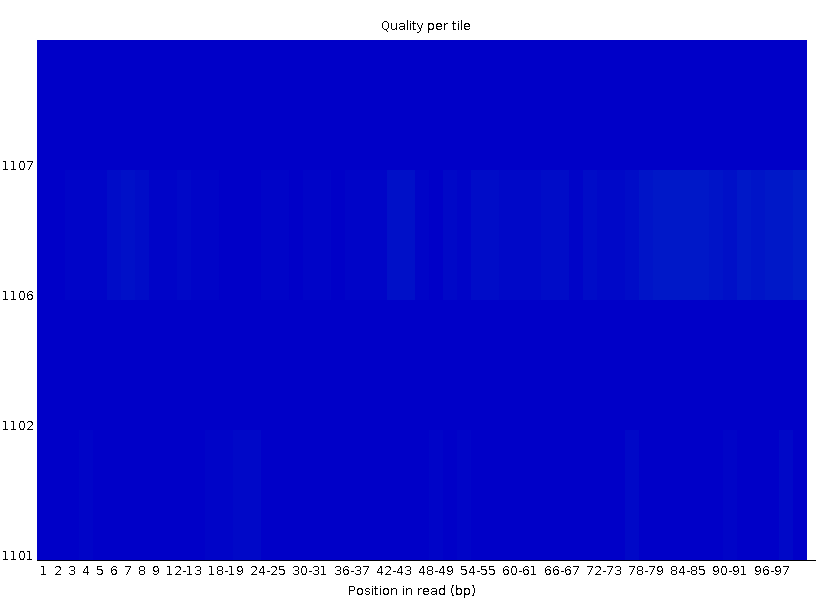 Quality per tile
1107
1106
1102
1101
1 2 3 4 5 6 7 8 9 12-13 18-19 24-25 30-31 36-37 42-43 48-49 54-55 60-61 66-67 72-73 78-79 84-85 90-91 96-97
Position in read (bp)